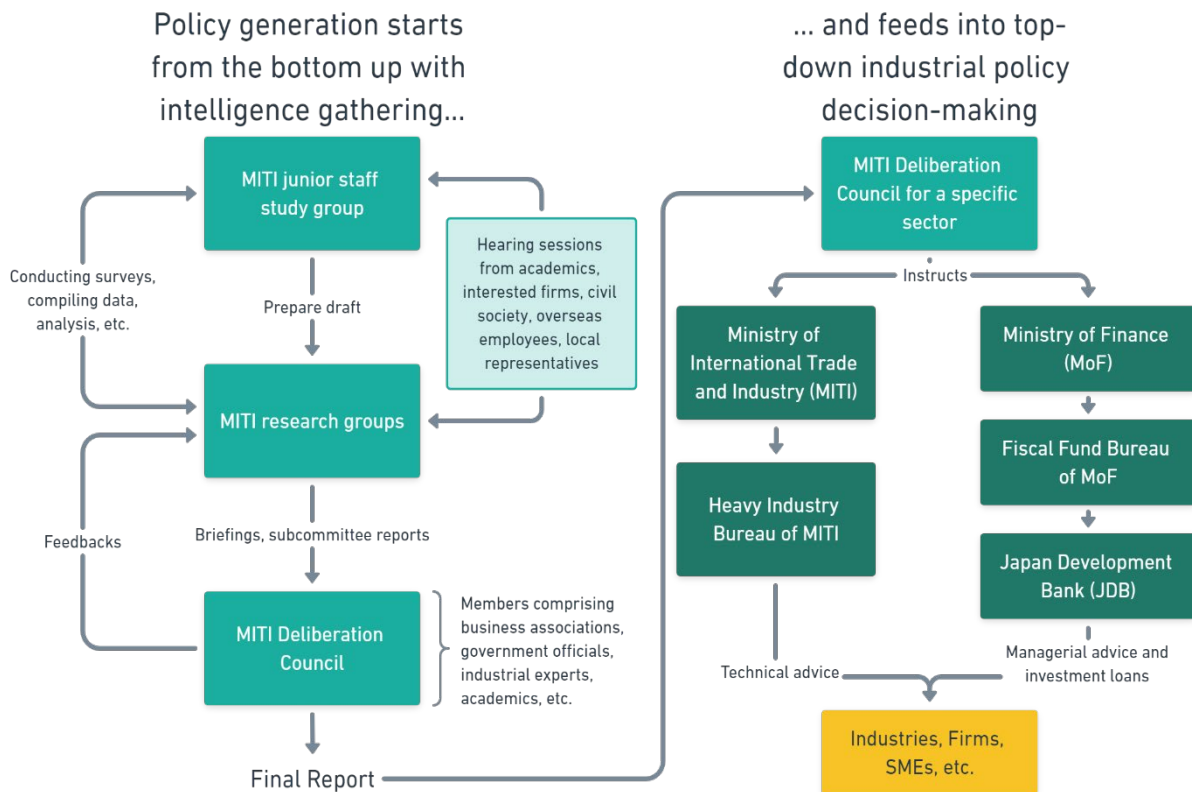 Policy generation starts
from the bottom up with
intelligence gathering...
MITI junior staff
study group
Conducting surveys,
compiling data,
analysis, etc.
Prepare draft
Hearing sessions
from academics,
interested firms, civil
society, overseas
employees, local
representatives
MITI research groups
Feedbacks
Briefings, subcommittee reports
MITI Deliberation
Council
Members comprising
business associations,
government officials,
industrial experts,
academics, etc.
Final Report
... and feeds into top-
down industrial policy
decision-making
MITI Deliberation
Council for a specific
sector
Instructs
Ministry of
International Trade
and Industry (MITI)
Heavy Industry
Bureau of MITI
Technical advice
Ministry of Finance
(MoF)
Fiscal Fund Bureau
of MoF
Japan Development
Bank (JDB)
Managerial advice and
investment loans
Industries, Firms,
SMEs, etc.